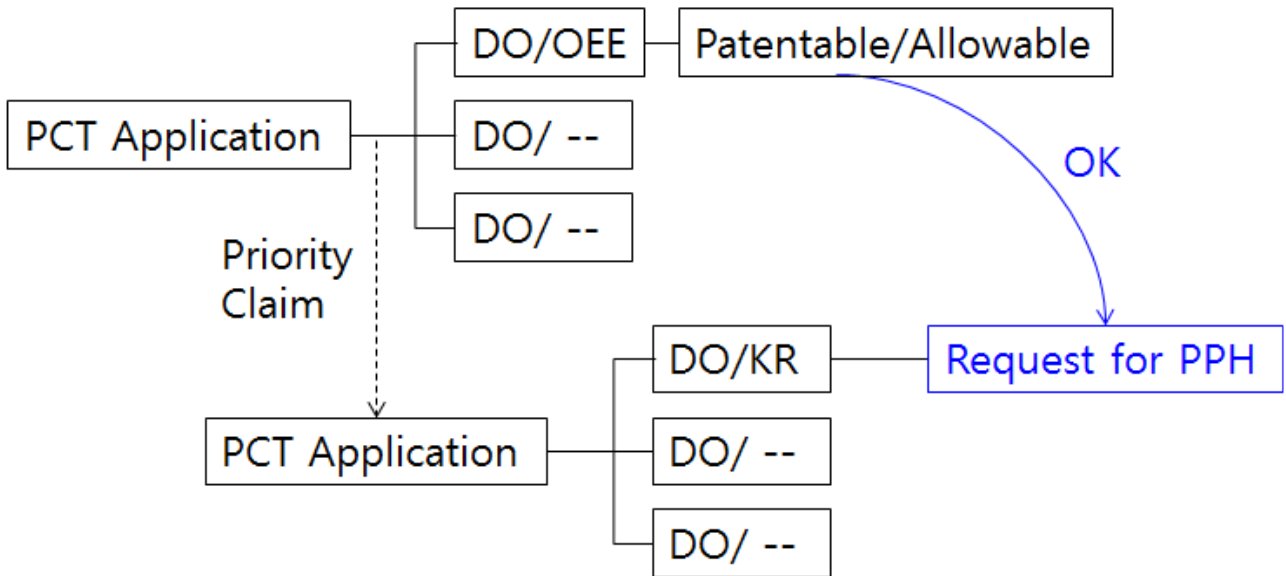 DO/OEE
Patentable/Allowable
PCT Application
DO/ --
DO/ --
OK
Priority
Claim
DO/KR
Request for PPH
PCT Application
DO/ --
DO/ --